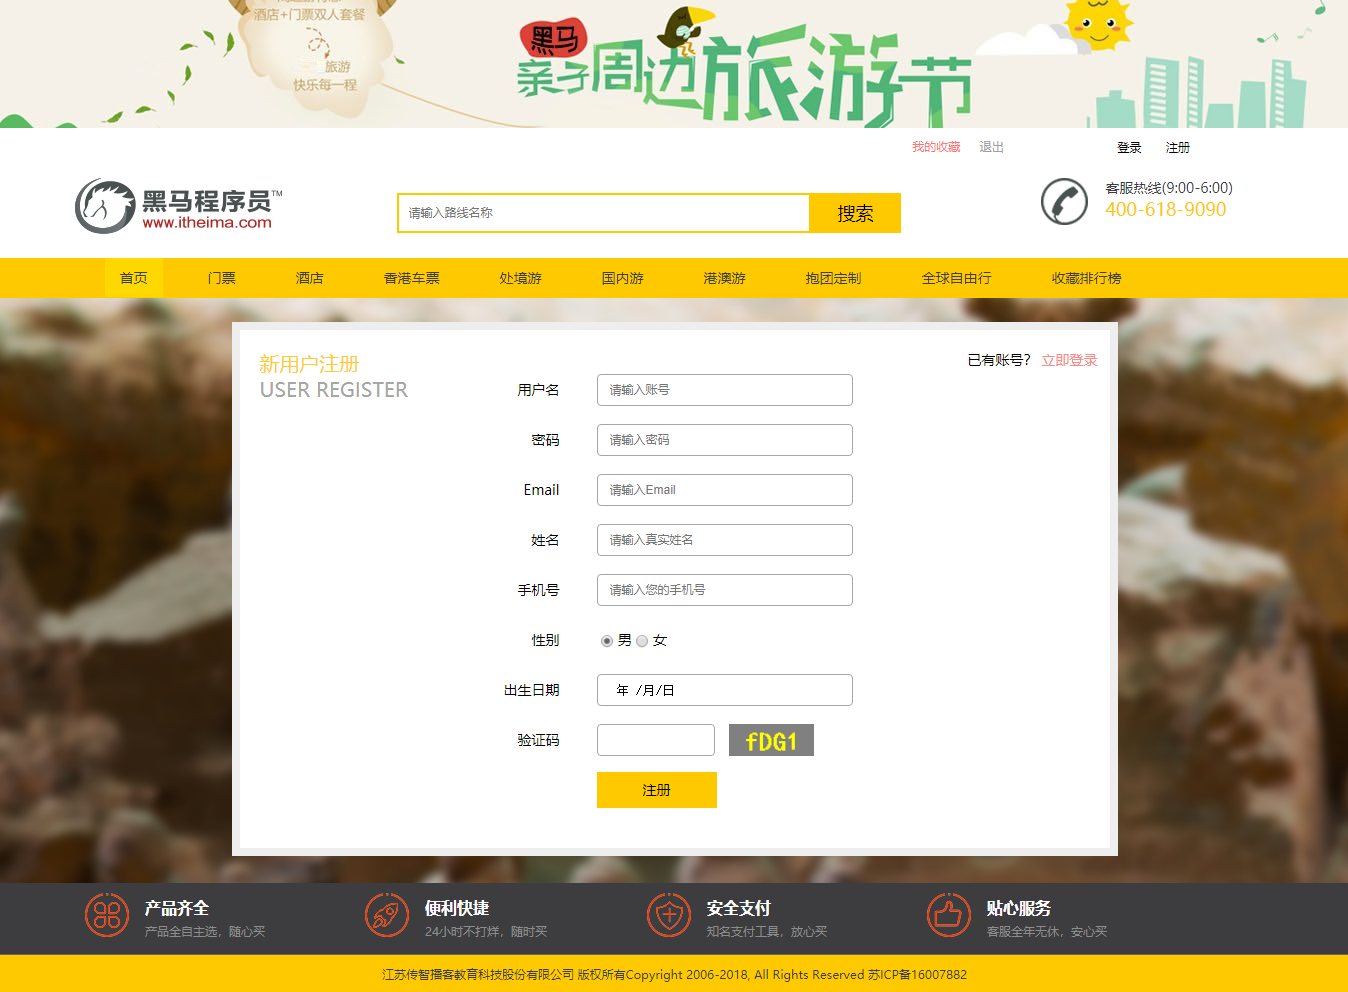 酒店+门票双人套餐
旅游
快乐每一程
黑马
亲子周边旅游节
我的收藏 退出 登录 注册
黑马程序员™
www.itheima.com
请输入路线名称 搜索
客服热线(9:00-6:00)
400-618-9090
首页 门票 酒店 香港车票 处境游 国内游 港澳游 抱团定制 全球自由行 收藏排行榜
新用户注册
USER REGISTER
已有账号? 立即登录
用户名 请输入账号
密码 请输入密码
Email 请输入Email
姓名 请输入真实姓名
手机号 请输入您的手机号
性别 男 女
出生日期 年 /月/日
验证码 fDG1
注册
产品齐全
产品全自主选，随心买
便利快捷
24小时不打烊，随时买
安全支付
知名支付工具，放心买
贴心服务
客服全年无休，安心买
江苏传智播客教育科技股份有限公司 版权所有Copyright 2006-2018, All Rights Reserved 苏ICP备16007882